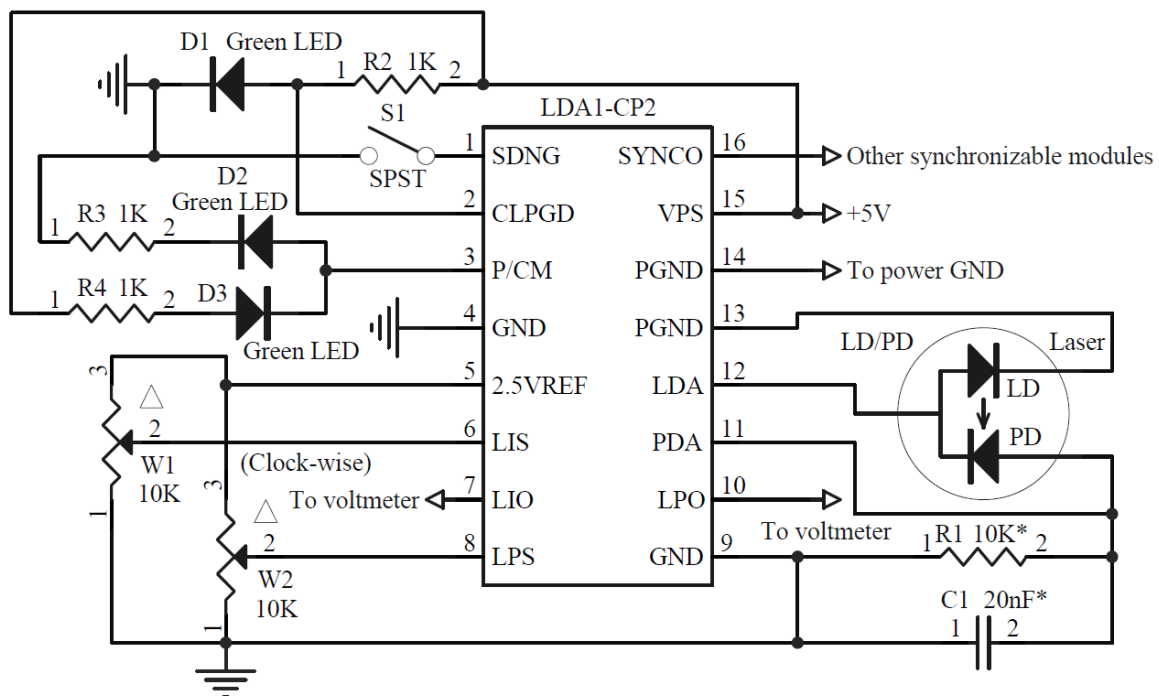 D1 Green LED
1 R2 1K 2
S1
SPST
LDA1-CP2
D2
Green LED
1 R3 1K 2
1 R4 1K 2
D3
Green LED
1 SDNG
2 CLPGD
3 P/CM
4 GND
5 2.5VREF
6 LIS
7 LIO
8 LPS
SYNCO 16
VPS 15
PGND 14
PGND 13
LDA 12
PDA 11
LPO 10
GND 9
Other synchronizable modules
+5V
To power GND
LD/PD
Laser
LD
PD
3
2
W1
10K
1
(Clock-wise)
To voltmeter
3
2
W2
10K
1
To voltmeter
1 R1 10K* 2
C1 20nF*
1 2